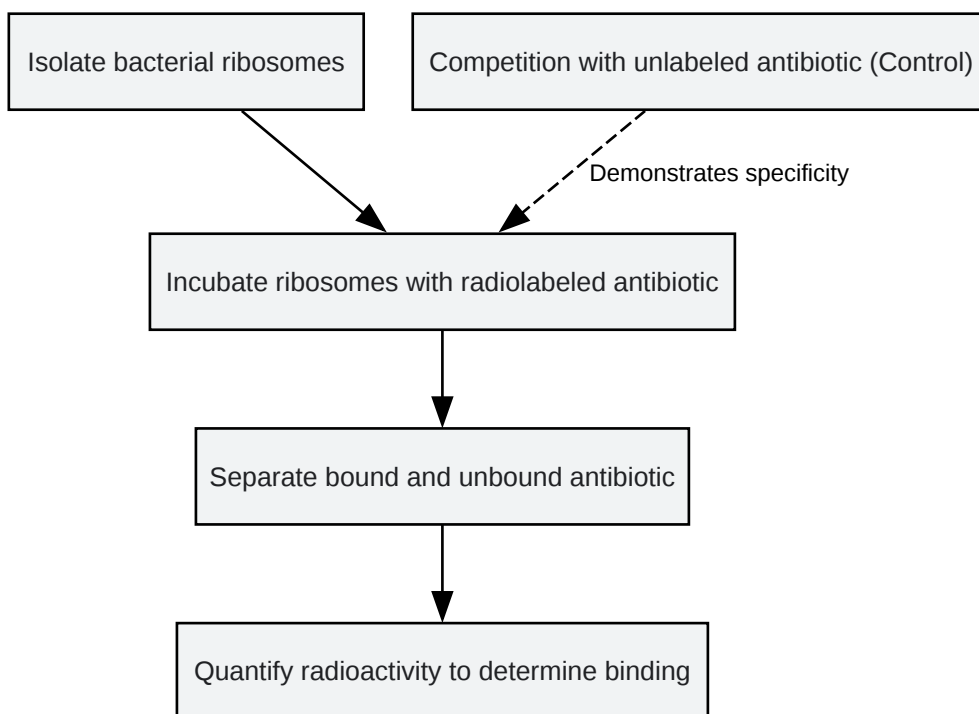 Isolate bacterial ribosomes
Competition with unlabeled antibiotic (Control)
Demonstrates specificity
Incubate ribosomes with radiolabeled antibiotic
Separate bound and unbound antibiotic
Quantify radioactivity to determine binding